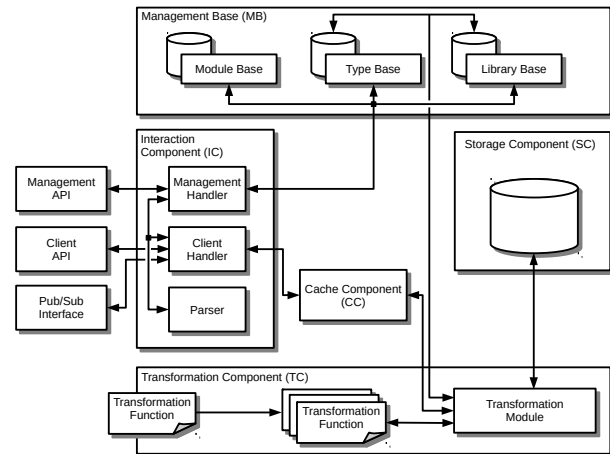 Management Base (MB)
Module Base
Type Base
Library Base
Interaction
Component (IC)
Storage Component (SC)
Management
API
Management
Handler
Client
API
Client
Handler
Pub/Sub
Interface
Parser
Cache Component
(CC)
Transformation Component (TC)
Transformation
Function
Transformation
Function
Transformation
Module